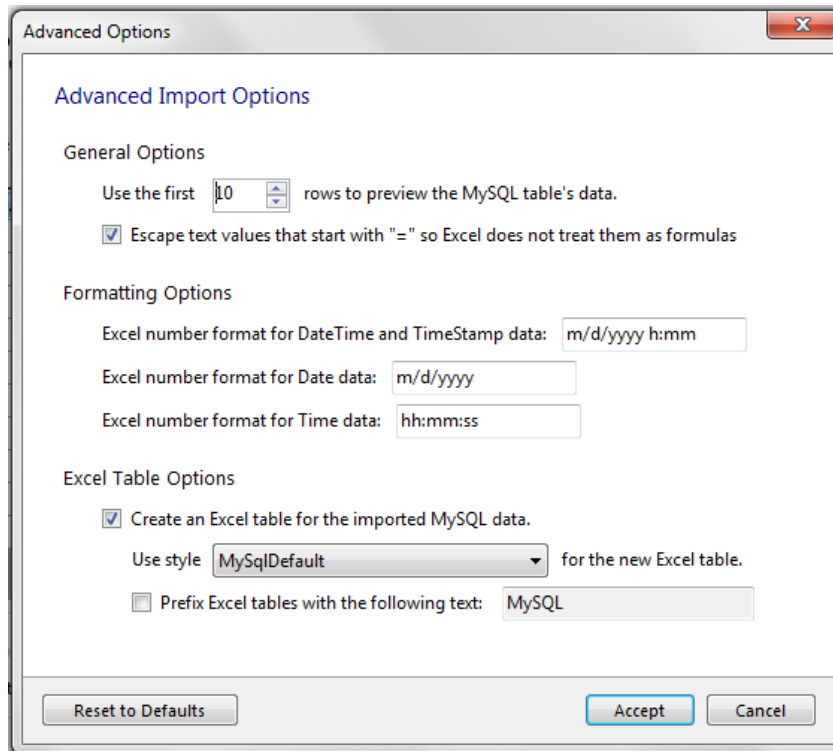 Advanced Options
Advanced Import Options
General Options
Use the first 10 rows to preview the MySQL table's data.
Escape text values that start with "=" so Excel does not treat them as formulas
Formatting Options
Excel number format for DateTime and TimeStamp data: m/d/yyyy h:mm
Excel number format for Date data: m/d/yyyy
Excel number format for Time data: hh:mm:ss
Excel Table Options
Create an Excel table for the imported MySQL data.
Use style MySqlDefault for the new Excel table.
Prefix Excel tables with the following text: MySQL
Reset to Defaults Accept Cancel